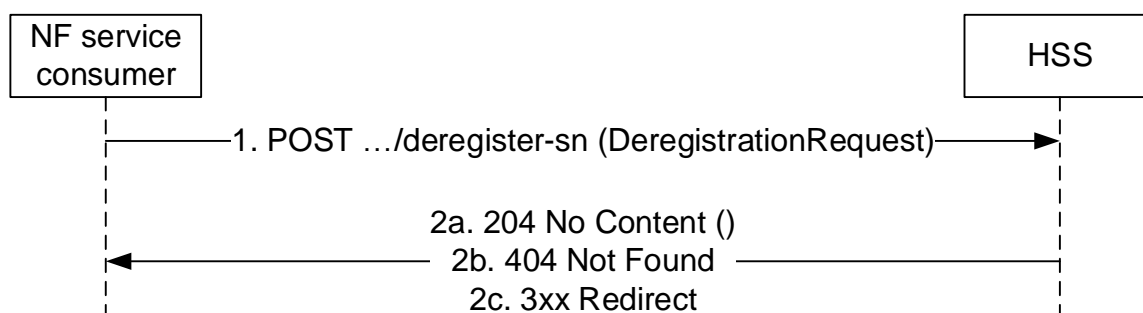 NF service
consumer
HSS
1. POST …/deregister-sn (DeregistrationRequest)
2a. 204 No Content ()
2b. 404 Not Found
2c. 3xx Redirect